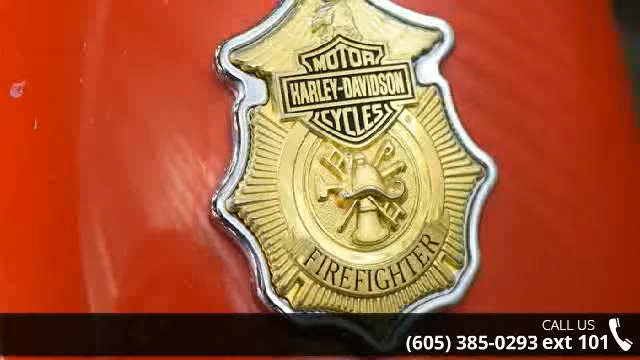 MOTOR
HARLEY-DAVIDSON
CYCLES
FIREFIGHTER
CALL US
(605) 385-0293 ext 101